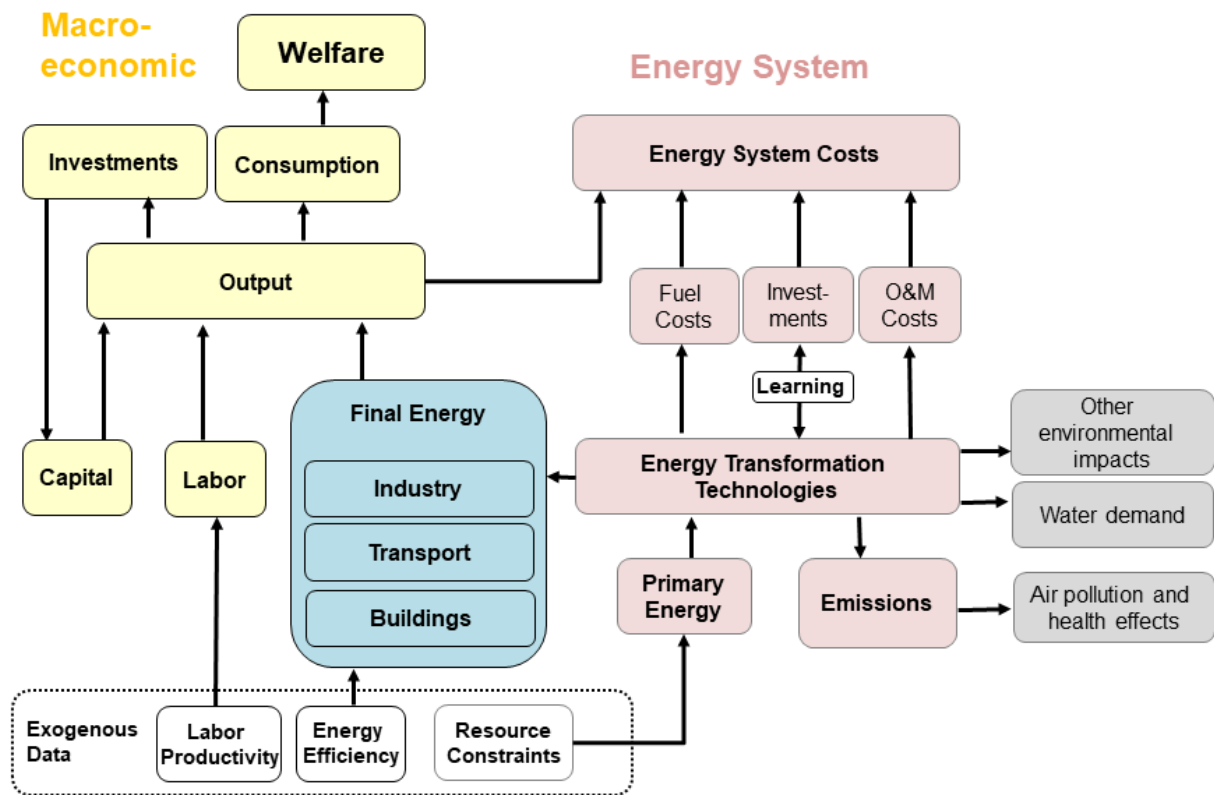 Macro-
economic
Welfare
Energy System
Investments
Consumption
Energy System Costs
Output
Fuel
Costs
Invest-
ments
O&M
Costs
Learning
Final Energy
Industry
Transport
Buildings
Capital
Labor
Energy Transformation
Technologies
Other
environmental
impacts
Water demand
Primary
Energy
Emissions
Air pollution and
health effects
Exogenous
Data
Labor
Productivity
Energy
Efficiency
Resource
Constraints